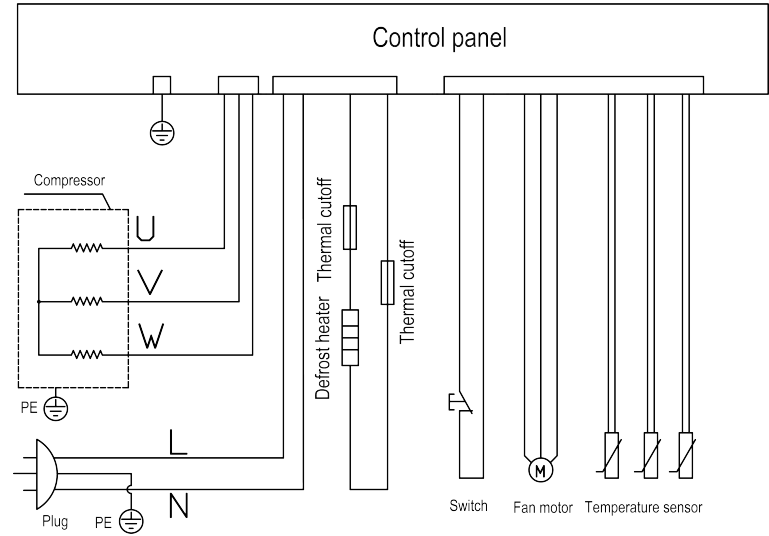 Control panel
Compressor
U
V
W
PE
Thermal cutoff
Defrost heater
Thermal cutoff
L
N
Plug
PE
M
Switch
Fan motor
Temperature sensor